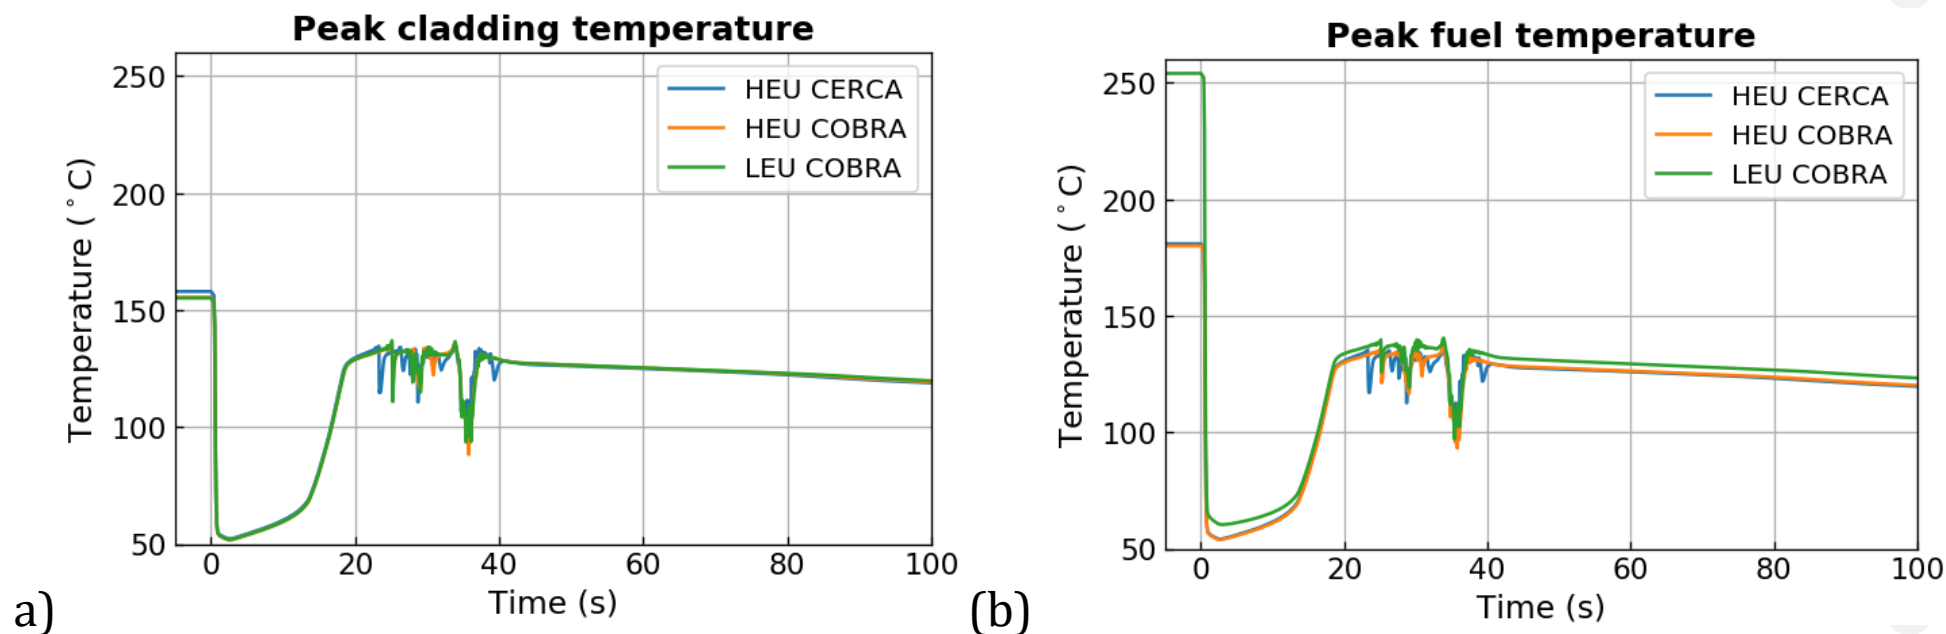 Peak cladding temperature
250
200
150
100
50
Temperature (°C)
HEU CERCA
HEU COBRA
LEU COBRA
0 20 40 60 80 100
Time (s)
a)
Peak fuel temperature
250
200
150
100
50
Temperature (°C)
HEU CERCA
HEU COBRA
LEU COBRA
0 20 40 60 80 100
Time (s)
(b)